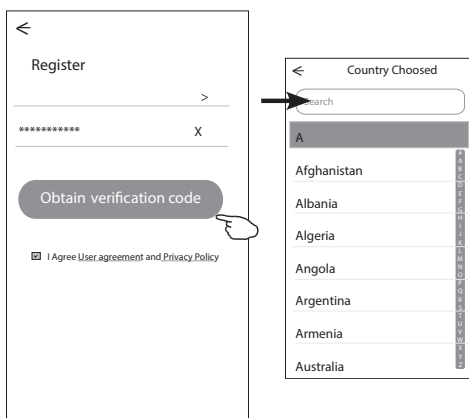 Register
>
*********** X
Obtain verification code
I Agree User agreement and Privacy Policy
Country Choosed
Search
A
Afghanistan
Albania
Algeria
Angola
Argentina
Armenia
Australia
#
A
B
C
D
E
F
G
H
I
J
K
L
M
N
O
P
Q
R
S
T
U
V
W
X
Y
Z